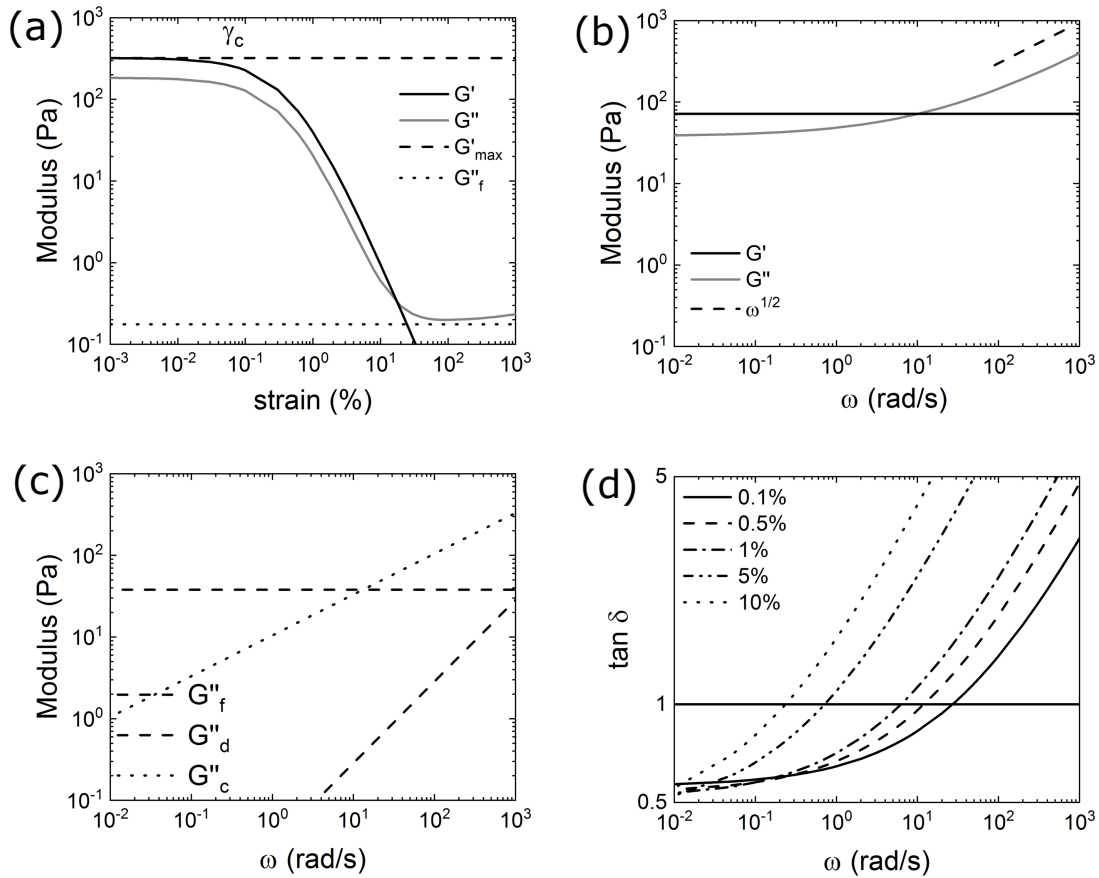 (a)
γc
10³
10²
10¹
10⁰
10⁻¹
Modulus (Pa)
G'
G"
G'max
G"f
10⁻³ 10⁻² 10⁻¹ 10⁰ 10¹ 10² 10³
strain (%)
(b)
10³
10²
10¹
10⁰
10⁻¹
Modulus (Pa)
G'
G"
ω¹/²
10⁻² 10⁻¹ 10⁰ 10¹ 10² 10³
ω (rad/s)
(c)
10³
10²
10¹
10⁰
10⁻¹
Modulus (Pa)
G"f
G"d
G"c
10⁻² 10⁻¹ 10⁰ 10¹ 10² 10³
ω (rad/s)
(d)
5
1
0.5
tan δ
0.1%
0.5%
1%
5%
10%
10⁻² 10⁻¹ 10⁰ 10¹ 10² 10³
ω (rad/s)